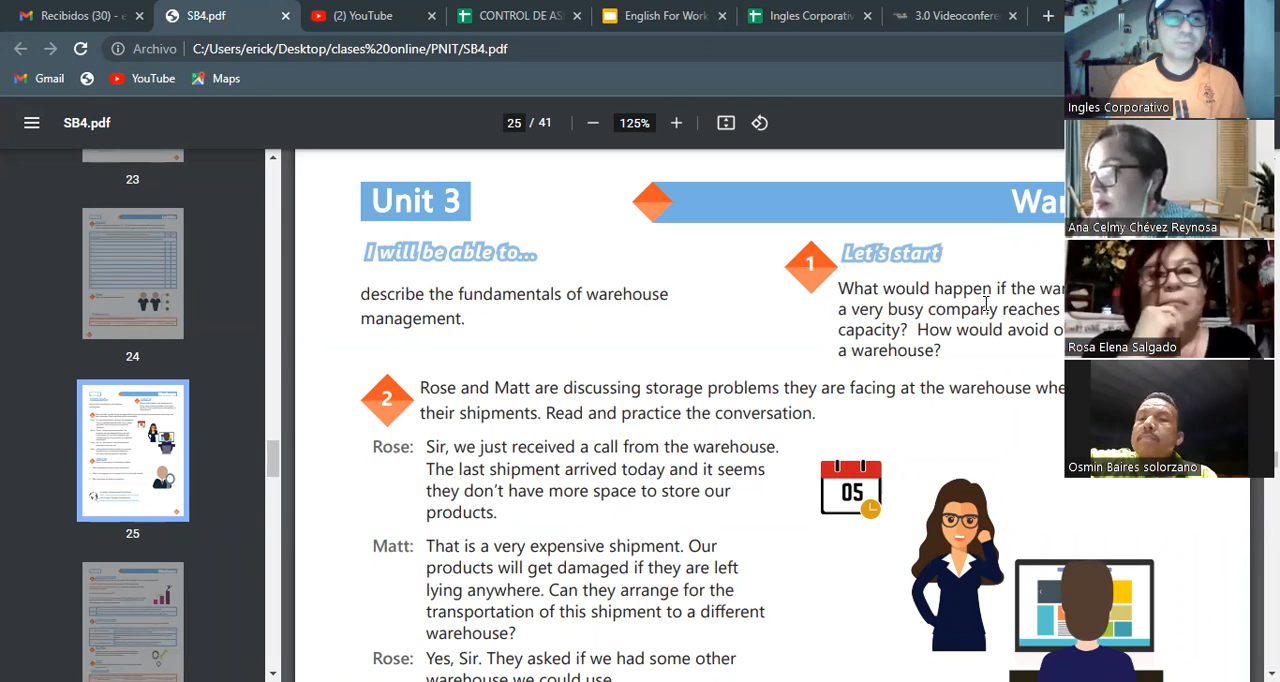 Recibidos (30) - e
SB4.pdf
(2) YouTube
CONTROL DE AS
English For Work
Ingles Corporativ
3.0 Videoconfere
Archivo
C:/Users/erick/Desktop/clases%20online/PNIT/SB4.pdf
Gmail
YouTube
Maps
SB4.pdf
25 / 41
125%
23
24
25
Unit 3
War
I will be able to...
describe the fundamentals of warehouse
management.
1
Let's start
What would happen if the war
a very busy company reaches
capacity? How would avoid o
a warehouse?
2
Rose and Matt are discussing storage problems they are facing at the warehouse whe
their shipments. Read and practice the conversation.
Rose: Sir, we just received a call from the warehouse.
The last shipment arrived today and it seems
they don't have more space to store our
products.
Matt: That is a very expensive shipment. Our
products will get damaged if they are left
lying anywhere. Can they arrange for the
transportation of this shipment to a different
warehouse?
Rose: Yes, Sir. They asked if we had some other
warehouse we could use
05
Ingles Corporativo
Ana Celmy Chévez Reynosa
Rosa Elena Salgado
Osmin Baires solorzano